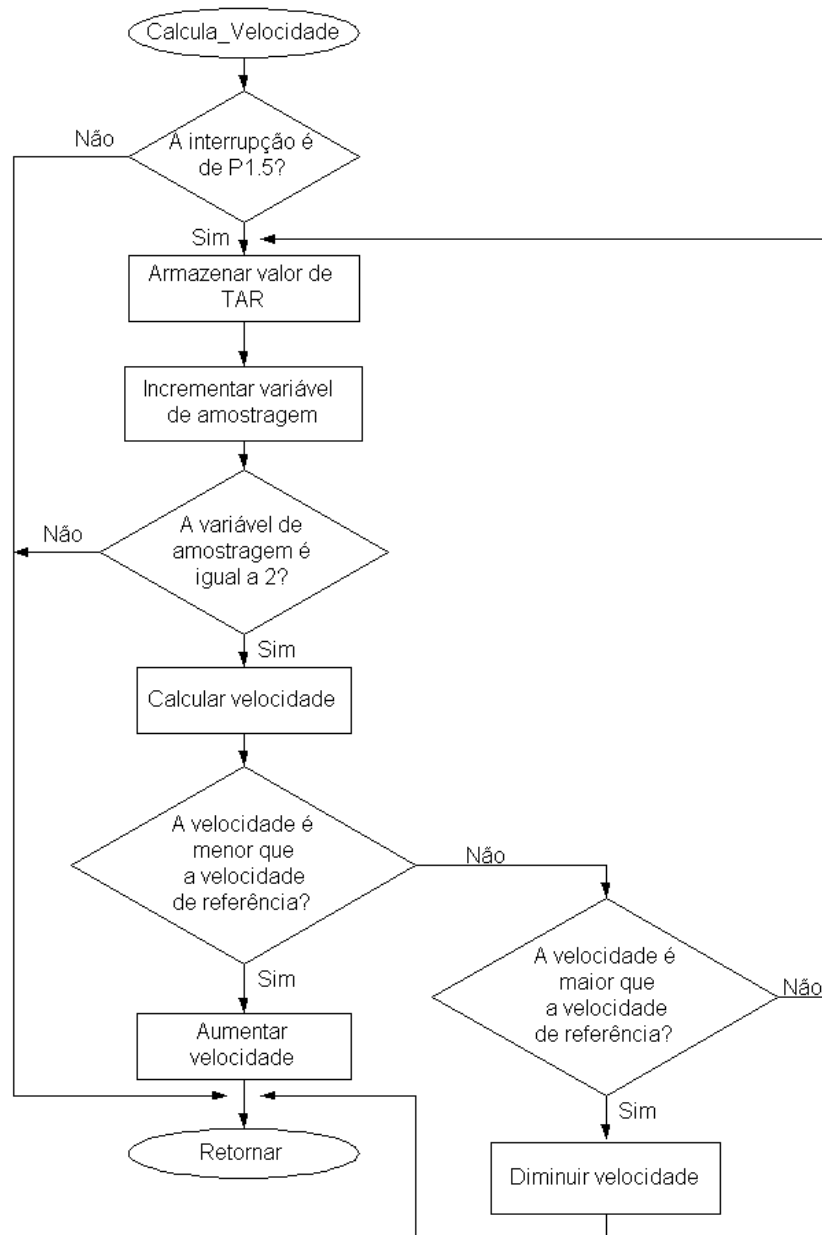 Calcula_Velocidade
Não
A interrupção é
de P1.5?
Sim
Armazenar valor de
TAR
Incrementar variável
de amostragem
Não
A variável de
amostragem é
igual a 2?
Sim
Calcular velocidade
A velocidade é
menor que
a velocidade
de referência?
Não
A velocidade é
maior que
a velocidade
de referência?
Não
Sim
Aumentar
velocidade
Sim
Retornar
Diminuir velocidade